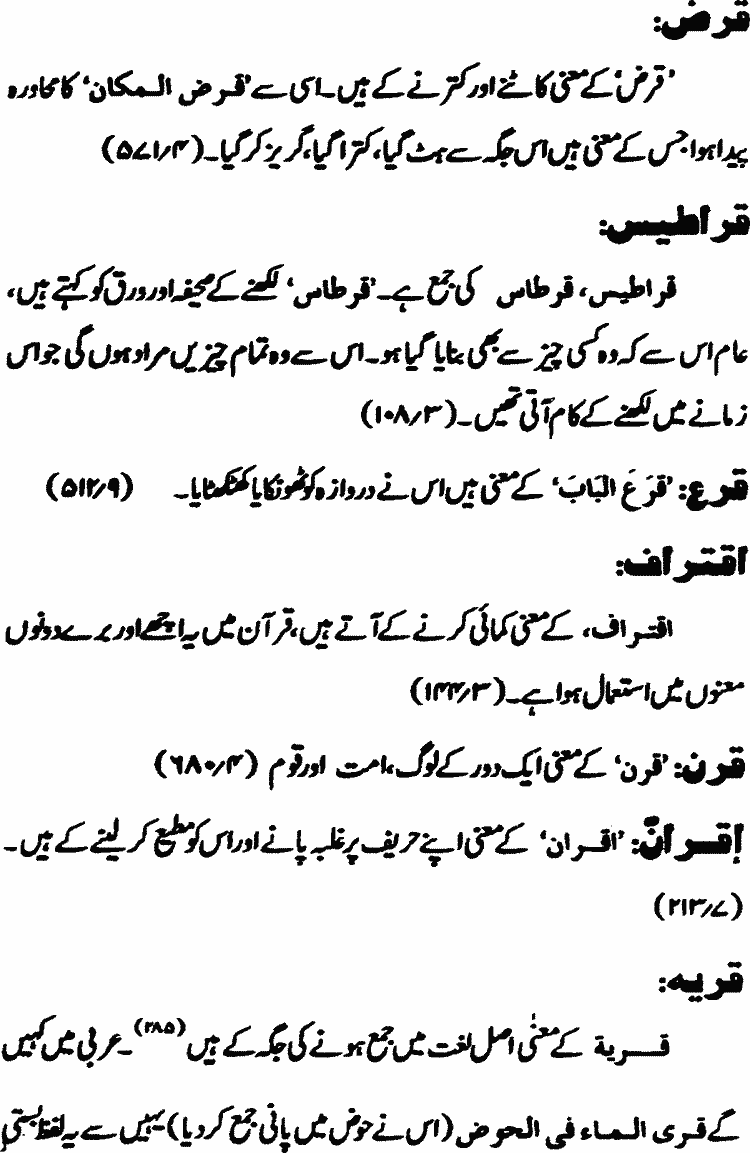 قرض:
’قرض‘ کے معنی کاٹنے اور کترنے کے ہیں۔ اسی سے ’قرض المکان‘ کا محاورہ
پیدا ہوا جس کے معنی ہیں اس جگہ سے ہٹ گیا، کترا گیا، گریز کر گیا۔ (۵۷۱/۴)
قراطیس:
قراطیس، قرطاس کی جمع ہے۔ ’قرطاس‘ لکھنے کے صحیفہ اور ورق کو کہتے ہیں،
عام اس سے کہ وہ کسی چیز سے بھی بنایا گیا ہو۔ اس سے وہ تمام چیزیں مراد ہوں گی جو اس
زمانے میں لکھنے کے کام آتی تھیں۔ (۱۰۸/۳)
قرع: ’قَرَعَ البَابَ‘ کے معنی ہیں اس نے دروازہ کو ٹھونکا یا کھٹکھٹایا۔ (۵۱۲/۹)
اقتراف:
اقتراف، کے معنی کمائی کرنے کے آتے ہیں، قرآن میں یہ اچھے اور برے دونوں
معنوں میں استعمال ہوا ہے۔ (۱۴۴/۳)
قرن: ’قرن‘ کے معنی ایک دور کے لوگ، امت اور قوم (۶۸۰/۴)
إقرانٌ: ’اقران‘ کے معنی اپنے حریف پر غلبہ پانے اور اس کو مطیع کر لینے کے ہیں۔
(۲۱۳/۷)
قریہ:
قریة کے معنٰی اصل لغت میں جمع ہونے کی جگہ کے ہیں (۲۸۵)۔ عربی میں کہیں
گے قری الماء فی الحوض (اس نے حوض میں پانی جمع کر دیا) یہیں سے یہ لفظ بستی